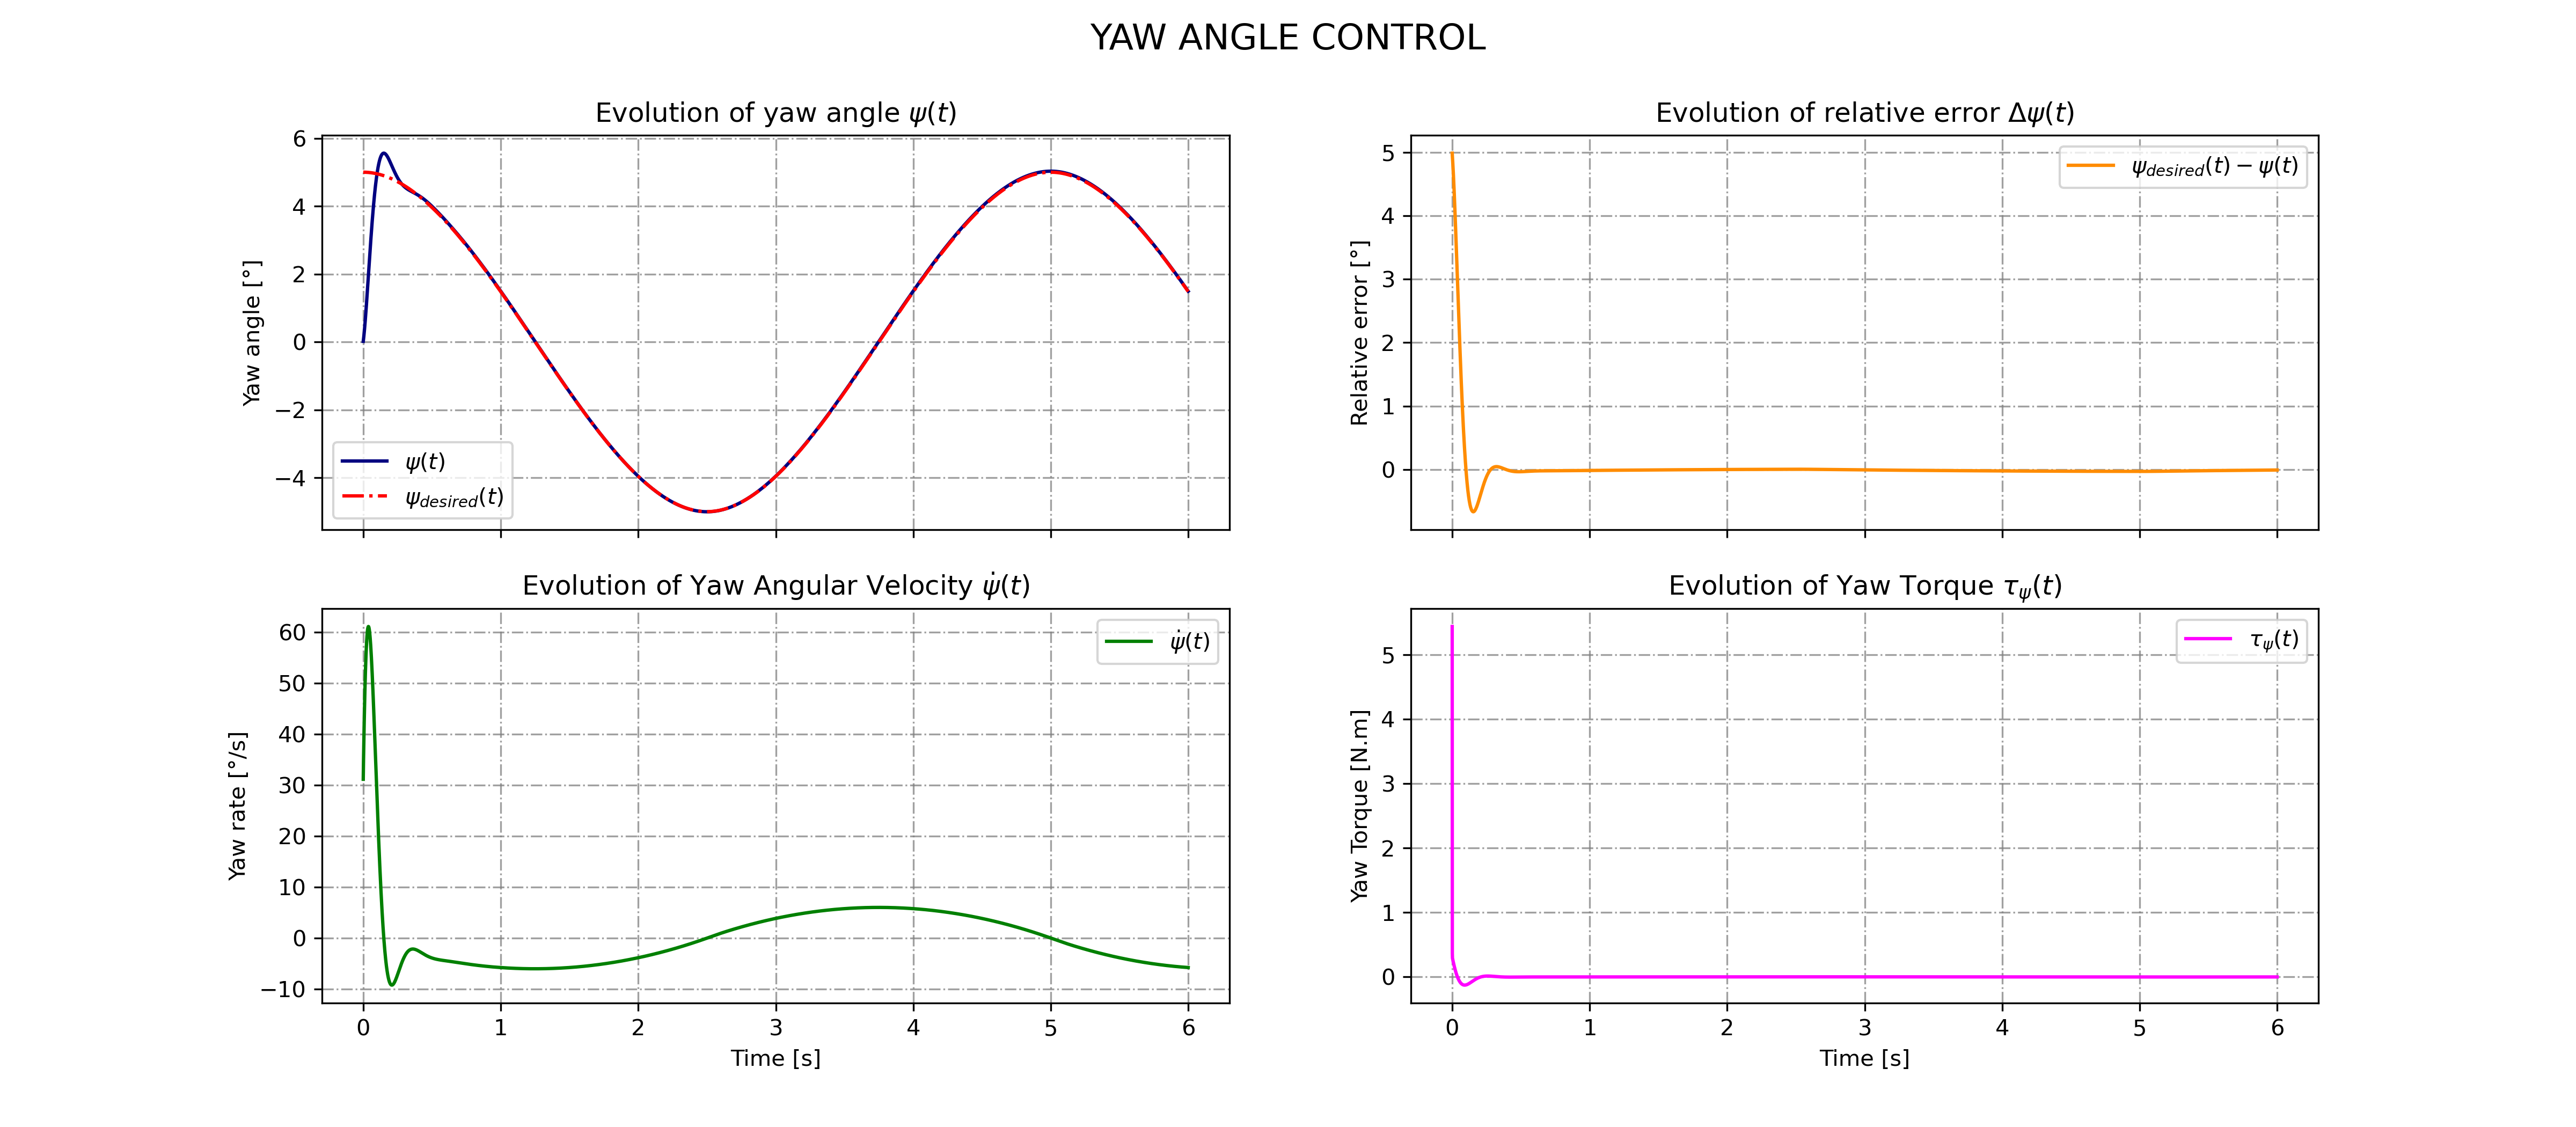 YAW ANGLE CONTROL
Evolution of yaw angle ψ(t)
6
4
2
0
−2
−4
Yaw angle [°]
ψ(t)
ψdesired(t)
Evolution of relative error Δψ(t)
5
4
3
2
1
0
Relative error [°]
ψdesired(t) − ψ(t)
Evolution of Yaw Angular Velocity ψ̇(t)
60
50
40
30
20
10
0
−10
Yaw rate [°/s]
ψ̇(t)
0 1 2 3 4 5 6
Time [s]
Evolution of Yaw Torque τψ(t)
5
4
3
2
1
0
Yaw Torque [N.m]
τψ(t)
0 1 2 3 4 5 6
Time [s]